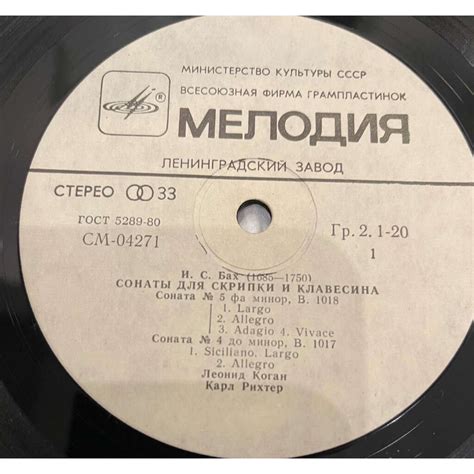 МИНИСТЕРСТВО КУЛЬТУРЫ СССР
ВСЕСОЮЗНАЯ ФИРМА ГРАМПЛАСТИНОК
®
МЕЛОДИЯ
ЛЕНИНГРАДСКИЙ ЗАВОД
СТЕРЕО 33
ГОСТ 5289-80
СМ-04271
Гр. 2. 1-20
1
И. С. Бах (1685—1750)
СОНАТЫ ДЛЯ СКРИПКИ И КЛАВЕСИНА
Соната № 5 фа минор, В. 1018
1. Largo
2. Allegro
3. Adagio 4. Vivace
Соната № 4 до минор, В. 1017
1. Siciliano. Largo
2. Allegro
Леонид Коган
Карл Рихтер